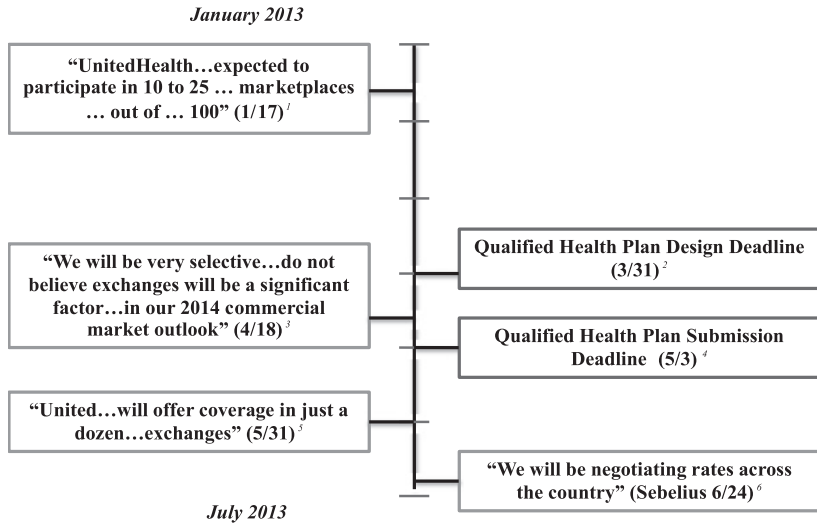 January 2013
“UnitedHealth…expected to
participate in 10 to 25 … marketplaces
… out of … 100” (1/17) 1
Qualified Health Plan Design Deadline
(3/31) 2
“We will be very selective…do not
believe exchanges will be a significant
factor…in our 2014 commercial
market outlook” (4/18) 3
Qualified Health Plan Submission
Deadline (5/3) 4
“United…will offer coverage in just a
dozen…exchanges” (5/31) 5
“We will be negotiating rates across
the country” (Sebelius 6/24) 6
July 2013